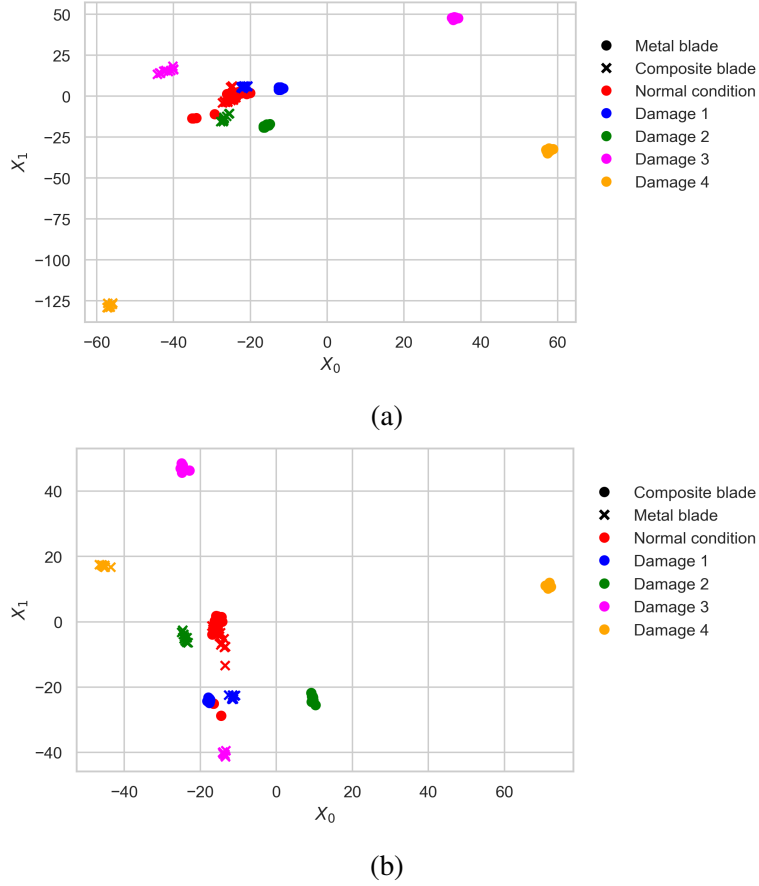 50
25
0
−25
−50
−75
−100
−125
X₁
−60
−40
−20
0
20
40
60
X₀
Metal blade
Composite blade
Normal condition
Damage 1
Damage 2
Damage 3
Damage 4
(a)
40
20
0
−20
−40
X₁
−40
−20
0
20
40
60
X₀
Composite blade
Metal blade
Normal condition
Damage 1
Damage 2
Damage 3
Damage 4
(b)